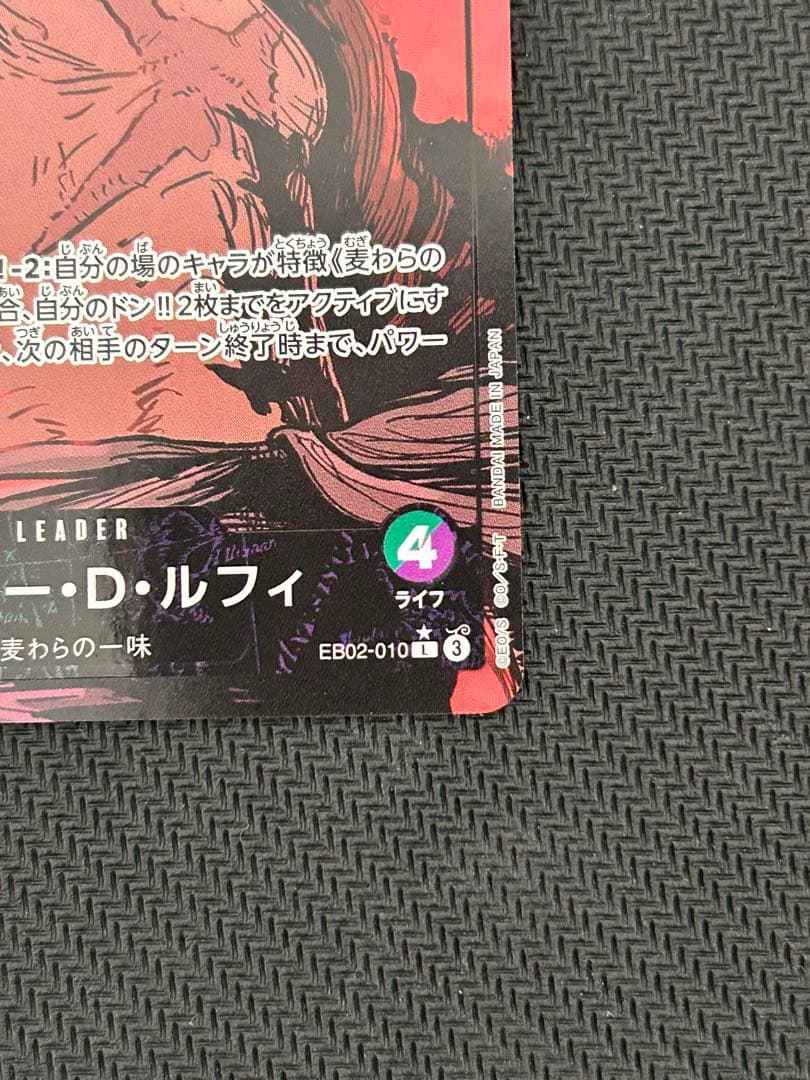 !!-2:自分の場のキャラが特徴《麦わらの
合、自分のドン!!2枚までをアクティブにす
、次の相手のターン終了時まで、パワー
LEADER
4
ー・D・ルフィ
ライフ
麦わらの一味
EB02-010 ★ L 3
©EO/S ©O/S・F・T BANDAI MADE IN JAPAN